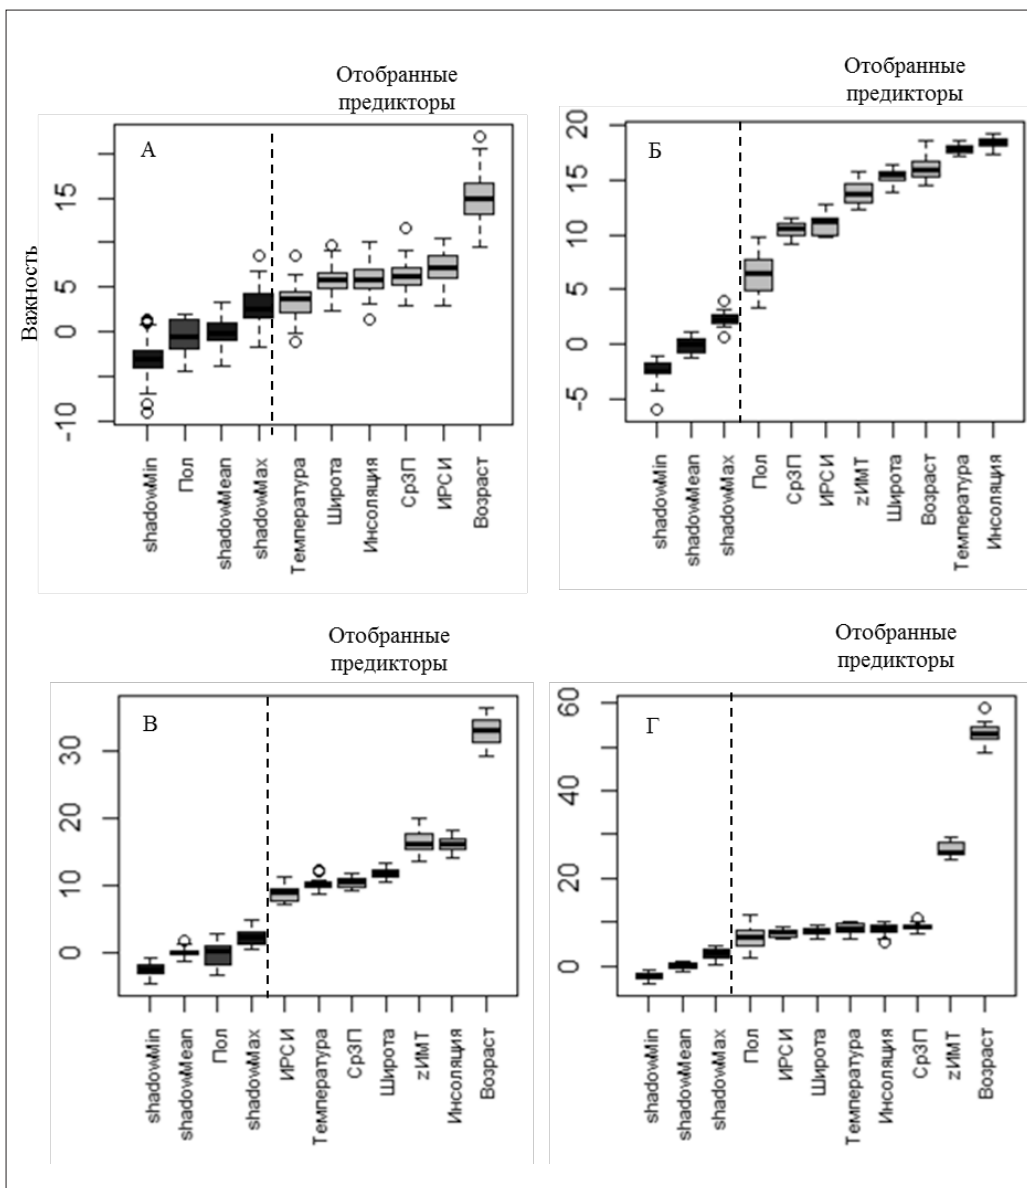 Отобранные
предикторы
А
Важность
15
5
0
-10
shadowMin
Пол
shadowMean
shadowMax
Температура
Широта
Инсоляция
СрЗП
ИРСИ
Возраст
Отобранные
предикторы
Б
20
15
10
5
0
-5
shadowMin
shadowMean
shadowMax
Пол
СрЗП
ИРСИ
zИМТ
Широта
Возраст
Температура
Инсоляция
Отобранные
предикторы
В
30
20
10
0
shadowMin
shadowMean
Пол
shadowMax
ИРСИ
Температура
СрЗП
Широта
zИМТ
Инсоляция
Возраст
Отобранные
предикторы
Г
60
40
20
0
shadowMin
shadowMean
shadowMax
Пол
ИРСИ
Широта
Температура
Инсоляция
СрЗП
zИМТ
Возраст